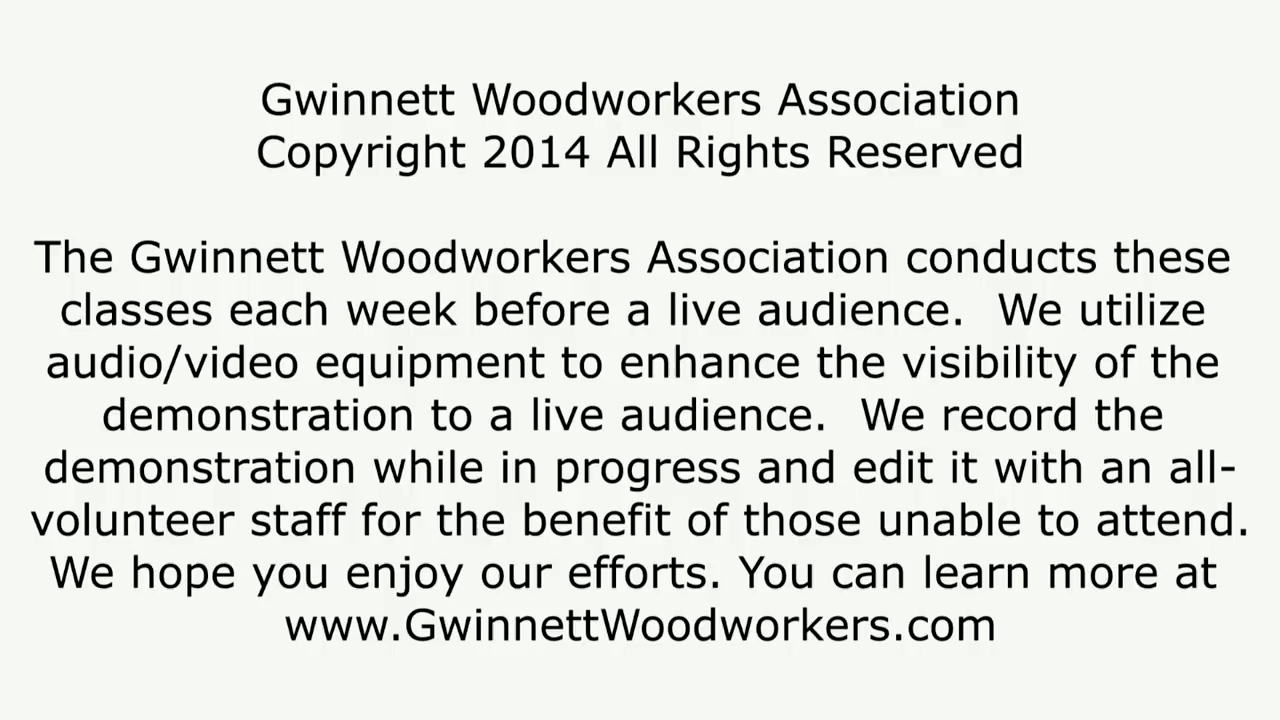 Gwinnett Woodworkers Association
Copyright 2014 All Rights Reserved
The Gwinnett Woodworkers Association conducts these
classes each week before a live audience.  We utilize
audio/video equipment to enhance the visibility of the
demonstration to a live audience.  We record the
demonstration while in progress and edit it with an all-
volunteer staff for the benefit of those unable to attend.
We hope you enjoy our efforts. You can learn more at
www.GwinnettWoodworkers.com